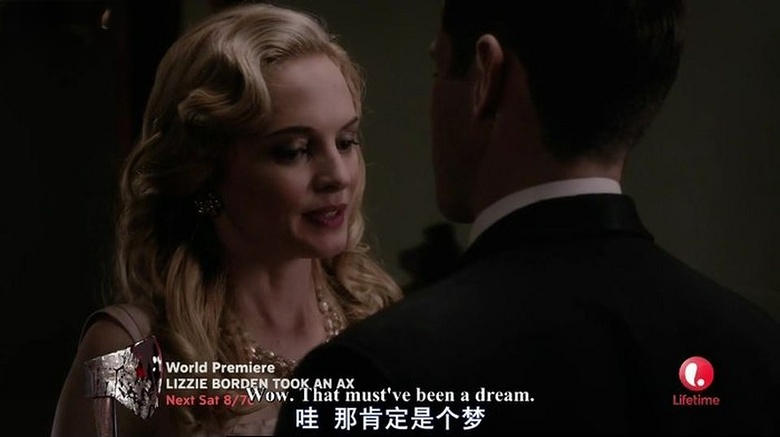 World Premiere
LIZZIE BORDEN TOOK AN AX
Next Sat 8/7c
Wow. That must've been a dream.
哇 那肯定是个梦
Lifetime